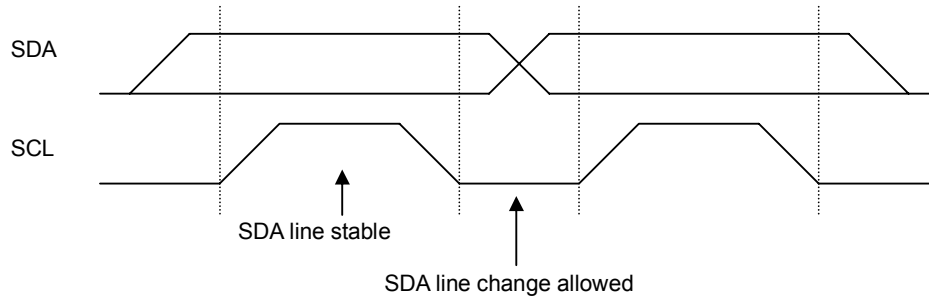 SDA
SCL
SDA line stable
SDA line change allowed